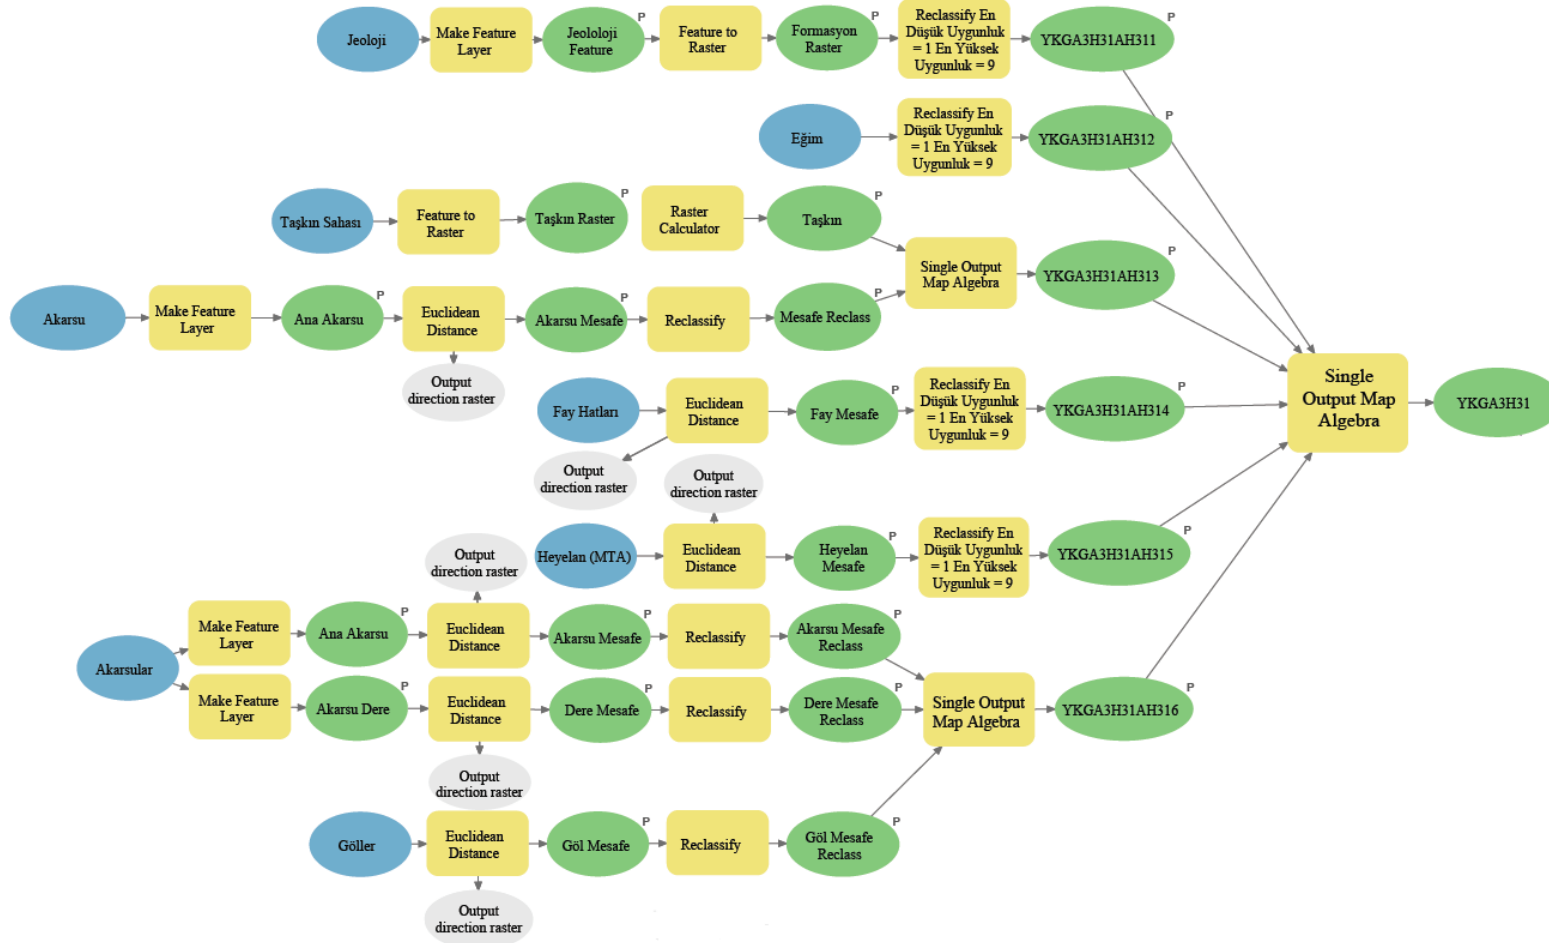 Jeoloji
Make Feature
Layer
Jeololoji
Feature
P
Feature to
Raster
Formasyon
Raster
P
Reclassify En
Düşük Uygunluk
= 1 En Yüksek
Uygunluk = 9
YKGA3H31AH311
P
Eğim
Reclassify En
Düşük Uygunluk
= 1 En Yüksek
Uygunluk = 9
YKGA3H31AH312
P
Taşkın Sahası
Feature to
Raster
Taşkın Raster
P
Raster
Calculator
Taşkın
P
Akarsu
Make Feature
Layer
Ana Akarsu
P
Euclidean
Distance
Output
direction raster
Akarsu Mesafe
P
Reclassify
Mesafe Reclass
P
Single Output
Map Algebra
YKGA3H31AH313
P
Fay Hatları
Euclidean
Distance
Output
direction raster
Fay Mesafe
P
Reclassify En
Düşük Uygunluk
= 1 En Yüksek
Uygunluk = 9
YKGA3H31AH314
P
Single
Output Map
Algebra
YKGA3H31
Output
direction raster
Heyelan (MTA)
Euclidean
Distance
Heyelan
Mesafe
P
Reclassify En
Düşük Uygunluk
= 1 En Yüksek
Uygunluk = 9
YKGA3H31AH315
P
Output
direction raster
Akarsular
Make Feature
Layer
Ana Akarsu
P
Euclidean
Distance
Akarsu Mesafe
P
Reclassify
Akarsu Mesafe
Reclass
P
Make Feature
Layer
Akarsu Dere
P
Euclidean
Distance
Output
direction raster
Dere Mesafe
P
Reclassify
Dere Mesafe
Reclass
P
Single Output
Map Algebra
YKGA3H31AH316
P
Göller
Euclidean
Distance
Output
direction raster
Göl Mesafe
P
Reclassify
Göl Mesafe
Reclass
P